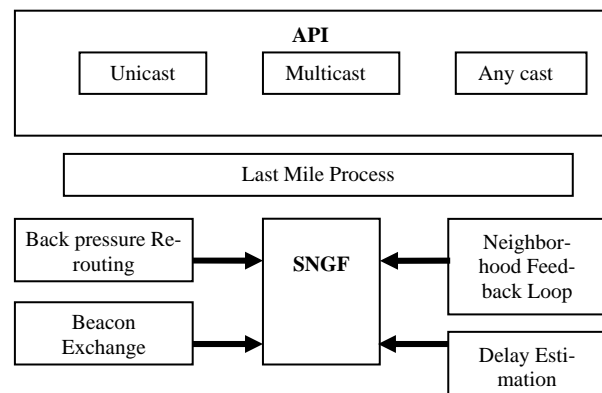 API
Unicast
Multicast
Any cast
Last Mile Process
Back pressure Re-
routing
SNGF
Neighbor-
hood Feed-
back Loop
Beacon
Exchange
Delay Esti-
mation